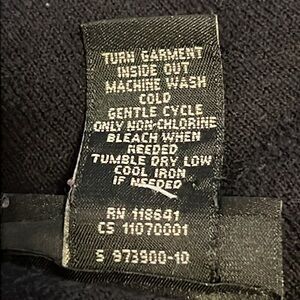 TURN GARMENT
INSIDE OUT
MACHINE WASH
COLD
GENTLE CYCLE
ONLY NON-CHLORINE
BLEACH WHEN
NEEDED
TUMBLE DRY LOW
COOL IRON
IF NEEDED
RN 118641
CS 11070001
S 973900-10